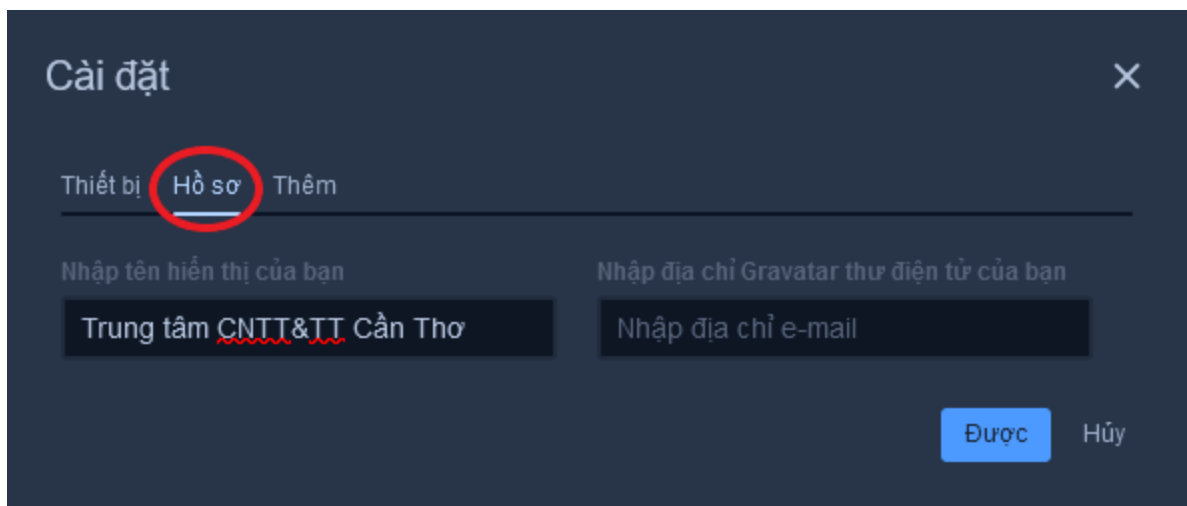 Cài đặt
Thiết bị Hồ sơ Thêm
Nhập tên hiển thị của bạn Nhập địa chỉ Gravatar thư điện tử của bạn
Trung tâm CNTT&TT Cần Thơ Nhập địa chỉ e-mail
Được Hủy